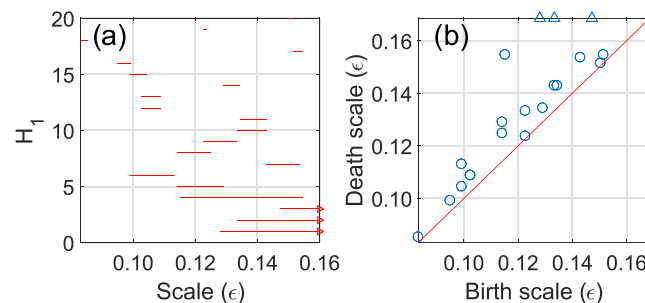 (a)
H1
20
15
10
5
0
0.10 0.12 0.14 0.16
Scale (ϵ)
(b)
Death scale (ϵ)
0.16
0.14
0.12
0.10
0.10 0.12 0.14 0.16
Birth scale (ϵ)